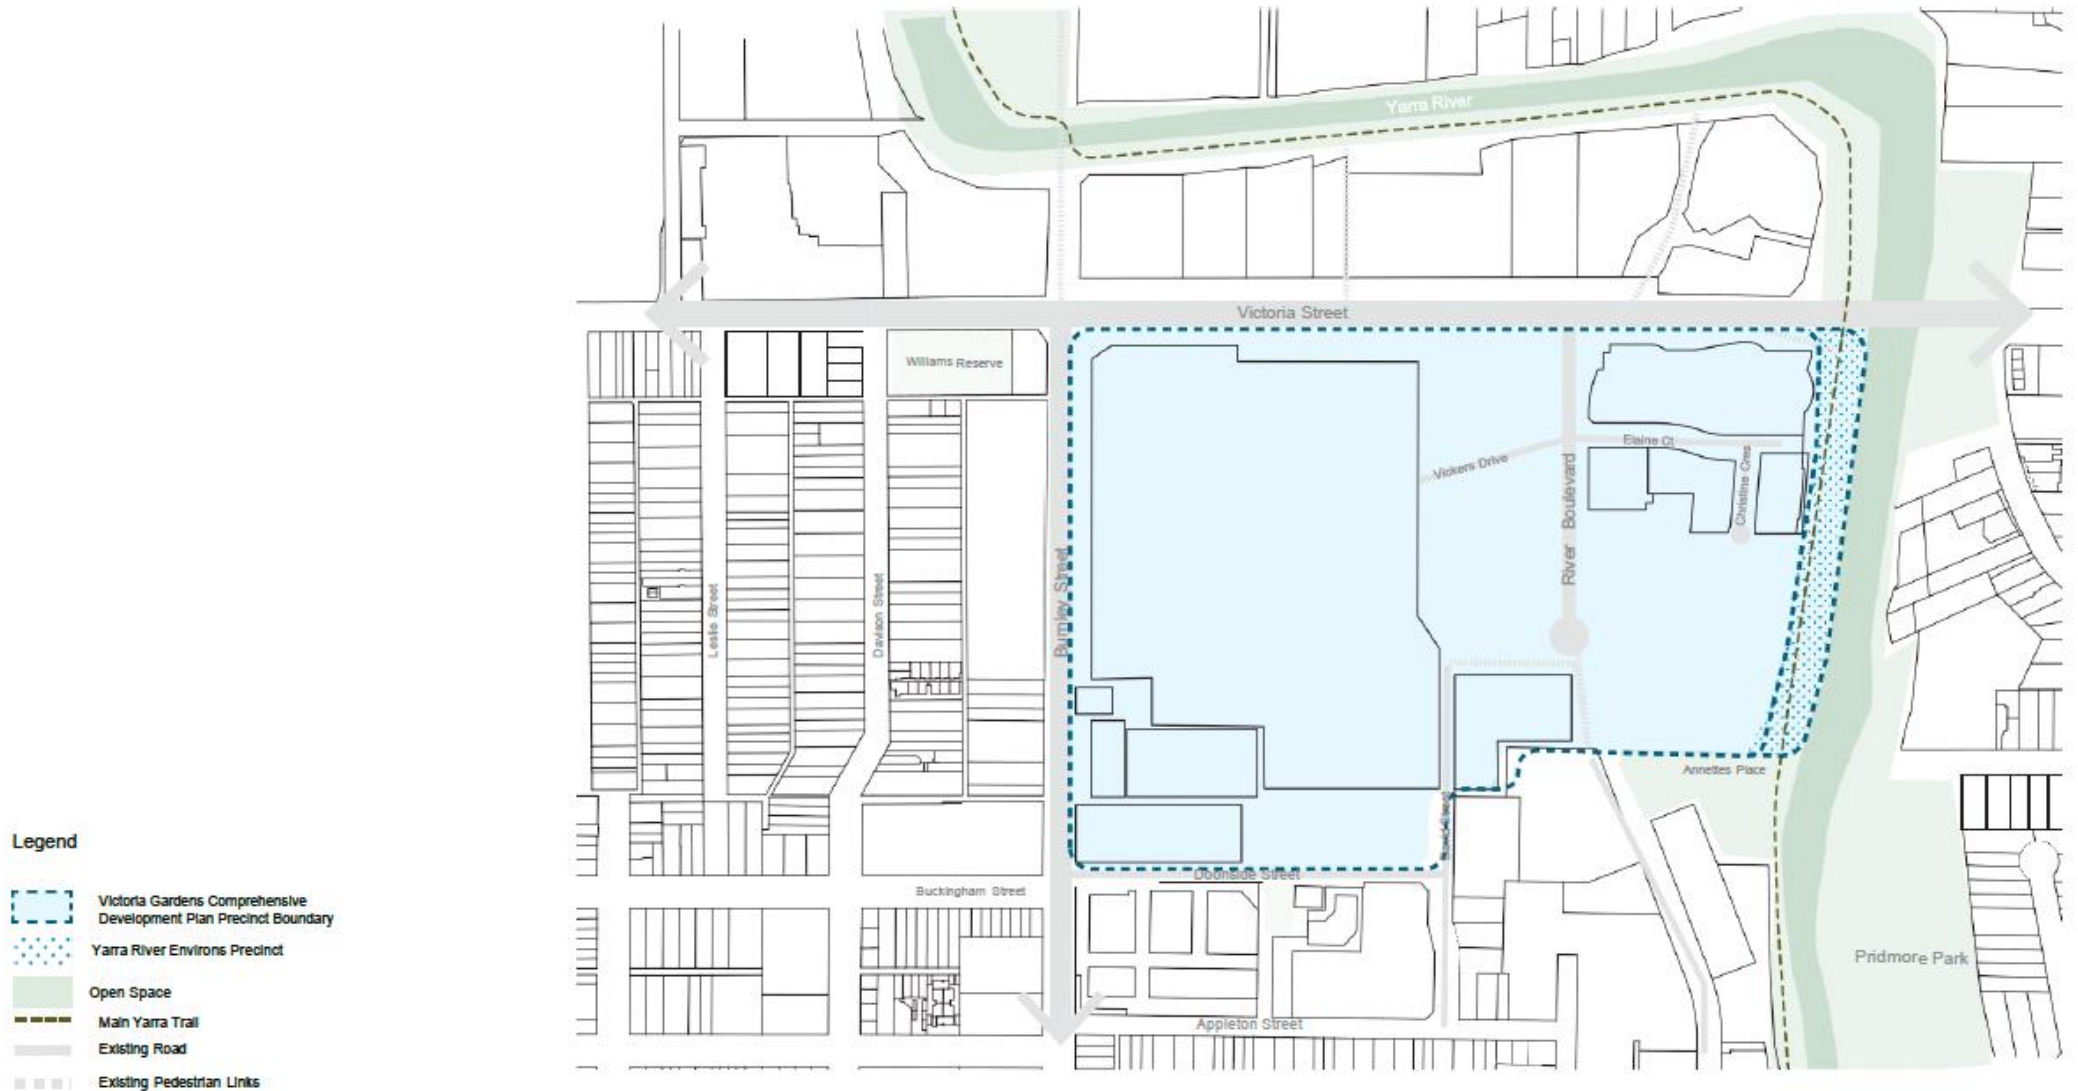 Yarra River
Victoria Street
Williams Reserve
Elaine Ct
Vickers Drive
Christine Cres
River Boulevard
Burnley Street
Leslie Street
Davison Street
Annettes Place
Doonside Street
Buckingham Street
Pridmore Park
Appleton Street
Legend
Victoria Gardens Comprehensive
Development Plan Precinct Boundary
Yarra River Environs Precinct
Open Space
Main Yarra Trail
Existing Road
Existing Pedestrian Links